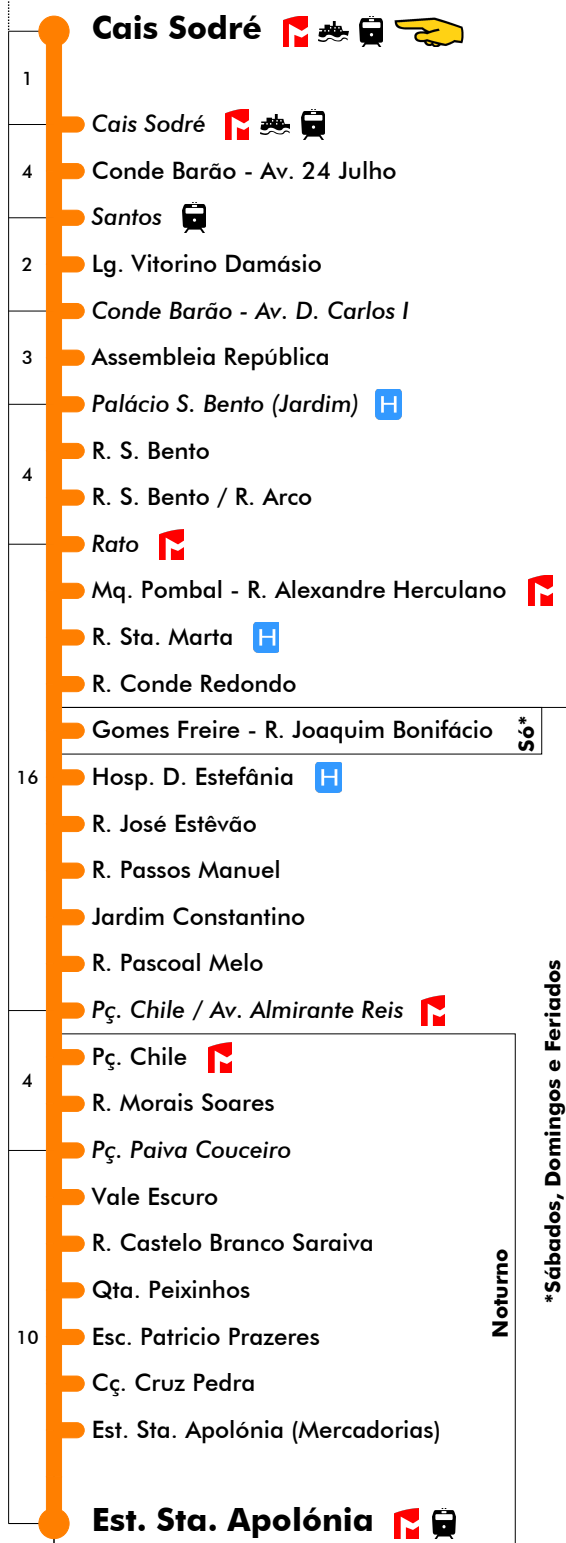 Cais Sodré
1
Cais Sodré
4
Conde Barão - Av. 24 Julho
Santos
2
Lg. Vitorino Damásio
Conde Barão - Av. D. Carlos I
3
Assembleia República
Palácio S. Bento (Jardim) H
R. S. Bento
4
R. S. Bento / R. Arco
Rato
Mq. Pombal - R. Alexandre Herculano
R. Sta. Marta H
R. Conde Redondo
Gomes Freire - R. Joaquim Bonifácio Só*
16
Hosp. D. Estefânia H
R. José Estêvão
R. Passos Manuel
Jardim Constantino
R. Pascoal Melo
Pç. Chile / Av. Almirante Reis
Pç. Chile
4
R. Morais Soares
Pç. Paiva Couceiro
Vale Escuro
R. Castelo Branco Saraiva
Qta. Peixinhos
10
Esc. Patricio Prazeres
Cç. Cruz Pedra
Est. Sta. Apolónia (Mercadorias)
Est. Sta. Apolónia
Noturno
*Sábados, Domingos e Feriados